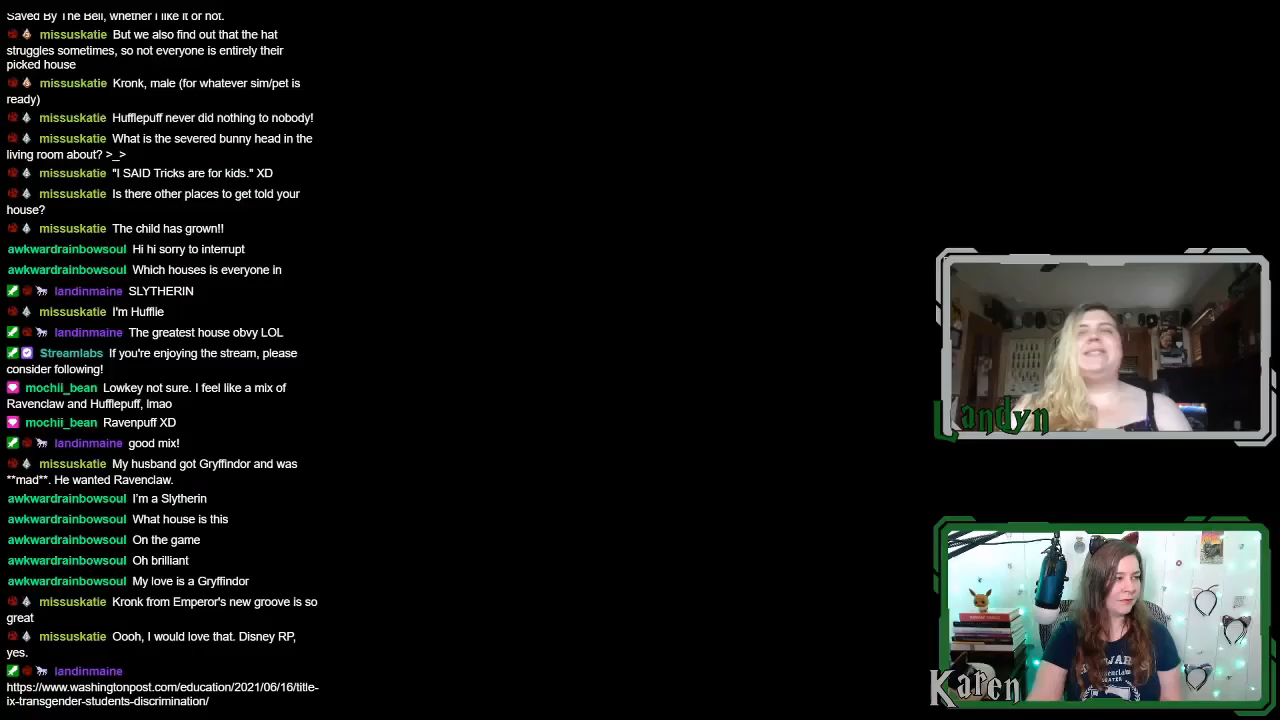 Saved By The Bell, whether I like it or not.
missuskatie But we also find out that the hat
struggles sometimes, so not everyone is entirely their
picked house
missuskatie Kronk, male (for whatever sim/pet is
ready)
missuskatie Hufflepuff never did nothing to nobody!
missuskatie What is the severed bunny head in the
living room about? >_>
missuskatie "I SAID Tricks are for kids." XD
missuskatie Is there other places to get told your
house?
missuskatie The child has grown!!
awkwardrainbowsoul Hi hi sorry to interrupt
awkwardrainbowsoul Which houses is everyone in
landinmaine SLYTHERIN
missuskatie I'm Hufflie
landinmaine The greatest house obvy LOL
Streamlabs If you're enjoying the stream, please
consider following!
mochii_bean Lowkey not sure. I feel like a mix of
Ravenclaw and Hufflepuff, lmao
mochii_bean Ravenpuff XD
landinmaine good mix!
missuskatie My husband got Gryffindor and was
**mad**. He wanted Ravenclaw.
awkwardrainbowsoul I'm a Slytherin
awkwardrainbowsoul What house is this
awkwardrainbowsoul On the game
awkwardrainbowsoul Oh brilliant
awkwardrainbowsoul My love is a Gryffindor
missuskatie Kronk from Emperor's new groove is so
great
missuskatie Oooh, I would love that. Disney RP,
yes.
landinmaine
https://www.washingtonpost.com/education/2021/06/16/title-
ix-transgender-students-discrimination/
Landyn
Karen